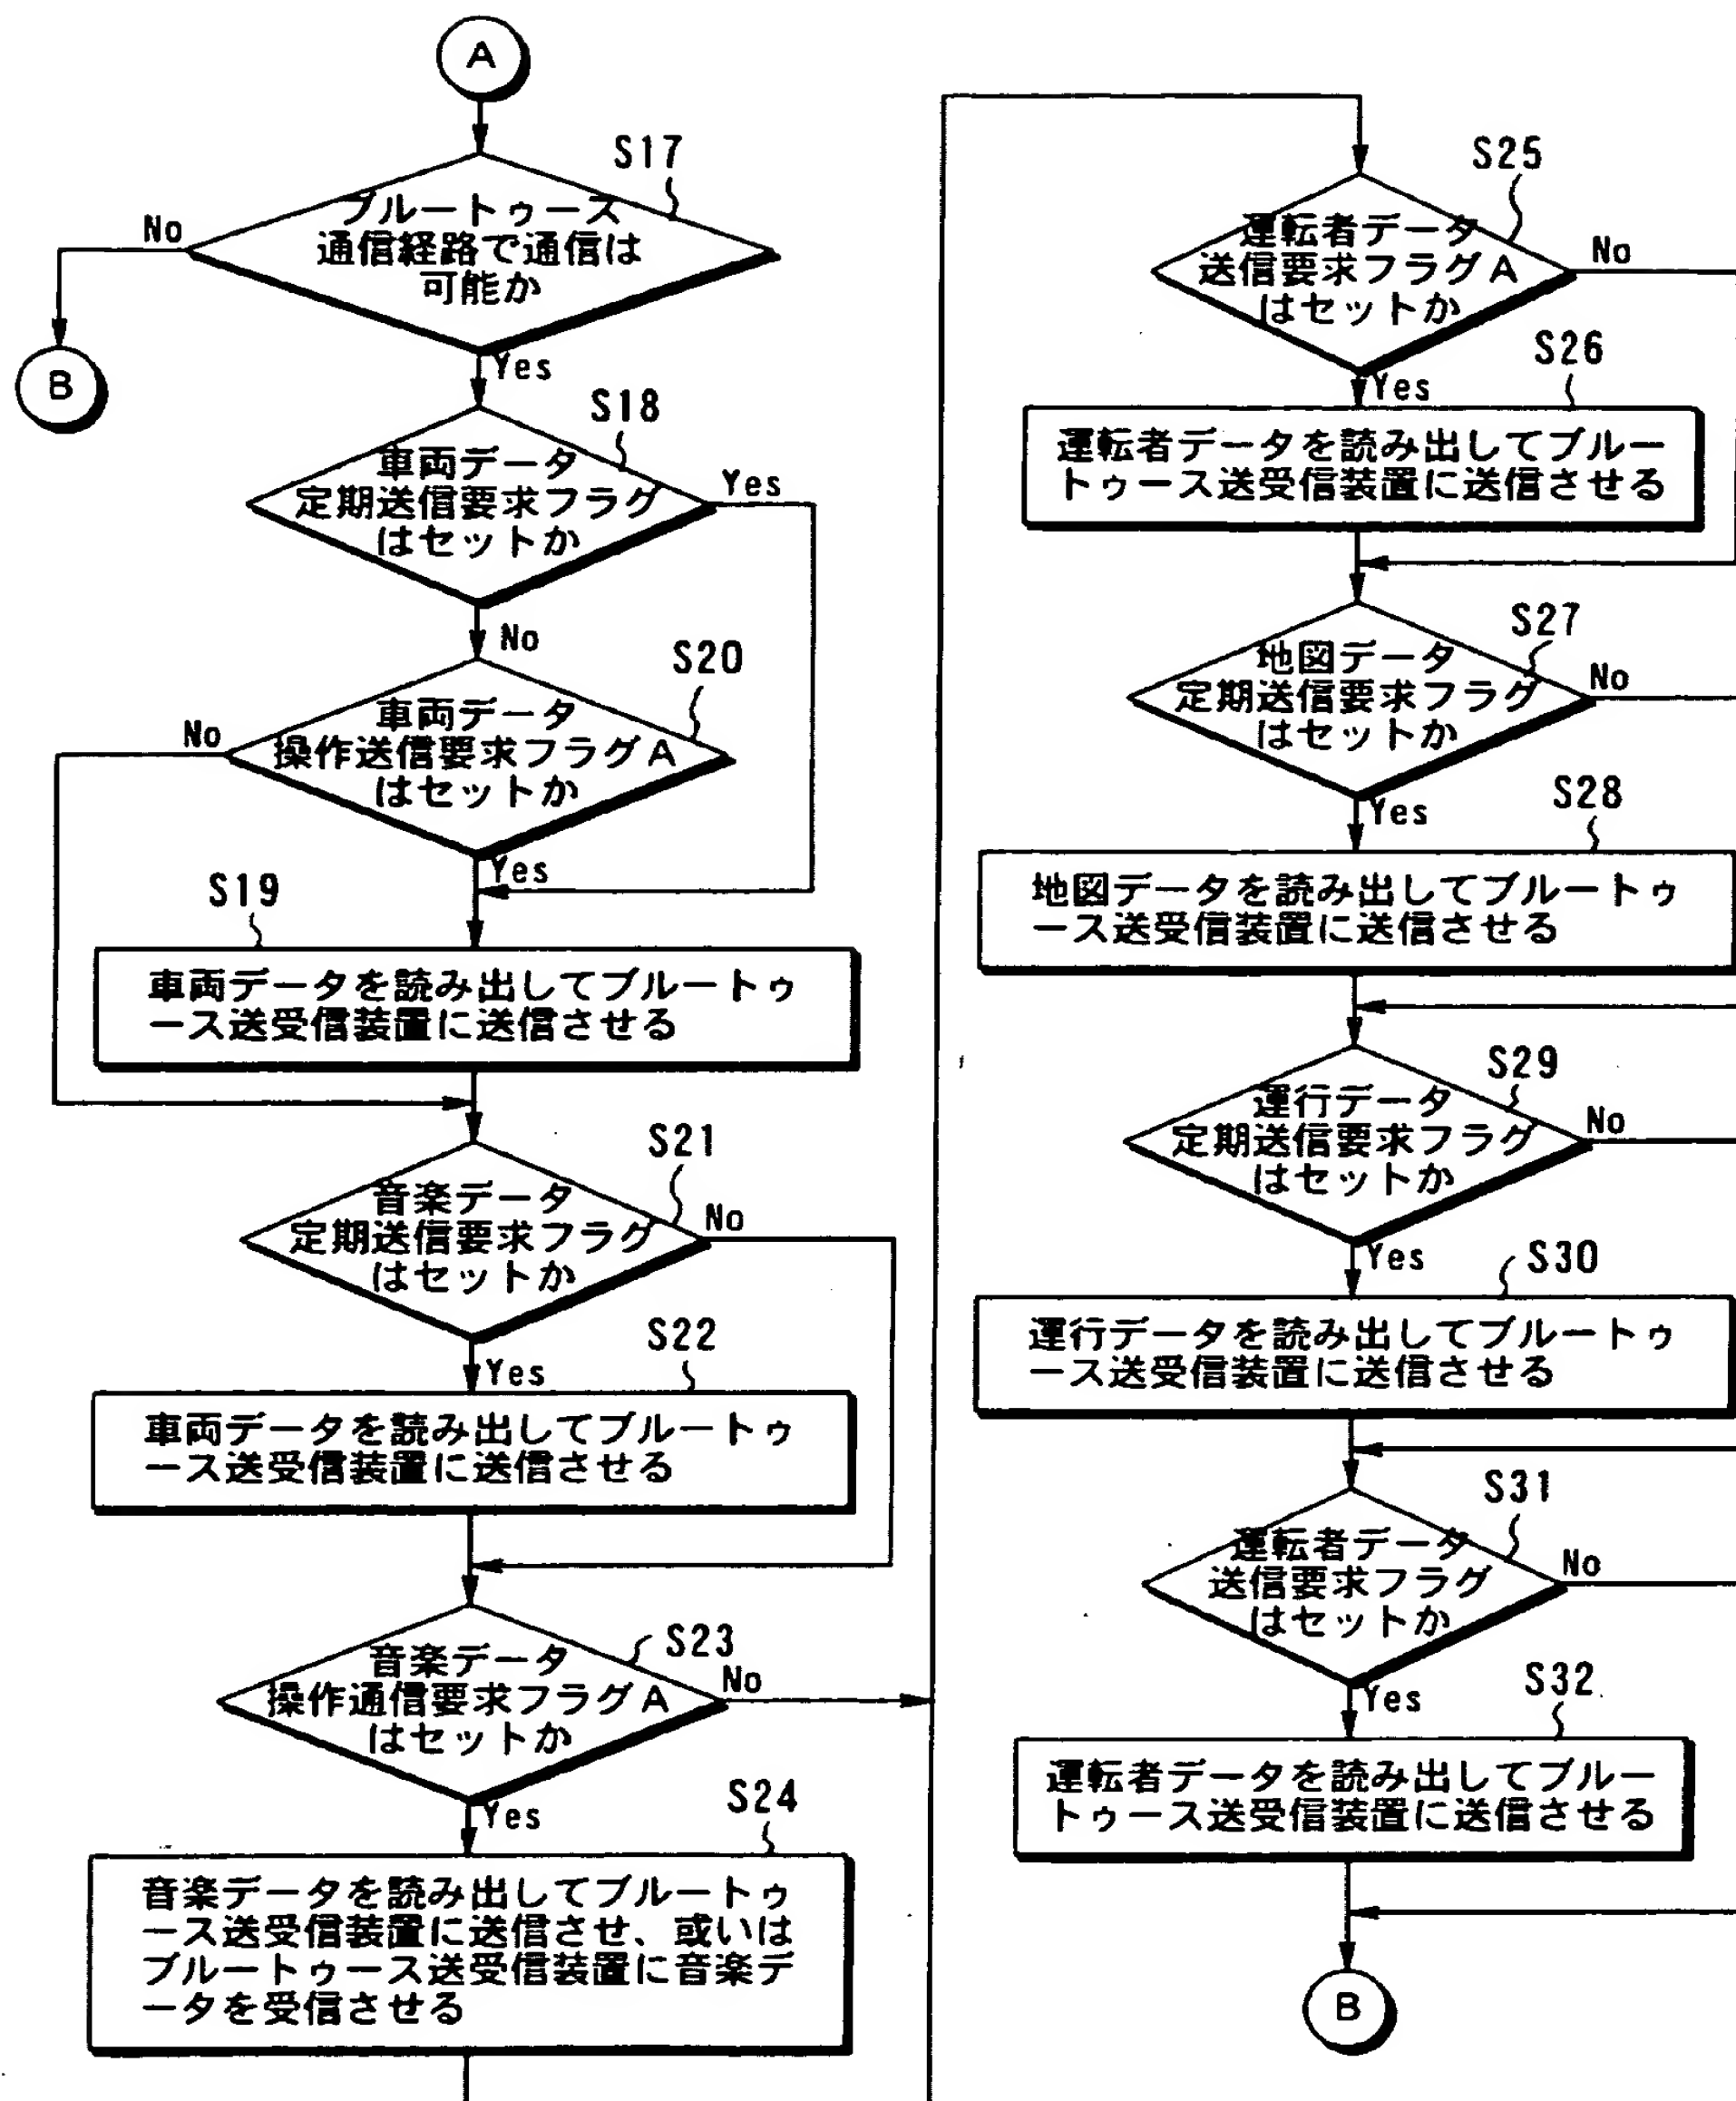 A
S17
ブルートゥース
通信経路で通信は
可能か
No
Yes
B
S18
車両データ
定期送信要求フラグ
はセットか
Yes
No
S20
車両データ
操作送信要求フラグA
はセットか
No
Yes
S19
車両データを読み出してブルートゥ
ース送受信装置に送信させる
S21
音楽データ
定期送信要求フラグ
はセットか
No
Yes
S22
車両データを読み出してブルートゥ
ース送受信装置に送信させる
S23
音楽データ
操作通信要求フラグA
はセットか
No
Yes
S24
音楽データを読み出してブルートゥ
ース送受信装置に送信させ、或いは
ブルートゥース送受信装置に音楽デ
ータを受信させる
S25
運転者データ
送信要求フラグA
はセットか
No
Yes
S26
運転者データを読み出してブルー
トゥース送受信装置に送信させる
S27
地図データ
定期送信要求フラグ
はセットか
No
Yes
S28
地図データを読み出してブルートゥ
ース送受信装置に送信させる
S29
運行データ
定期送信要求フラグ
はセットか
No
Yes
S30
運行データを読み出してブルートゥ
ース送受信装置に送信させる
S31
運転者データ
送信要求フラグ
はセットか
No
Yes
S32
運転者データを読み出してブルー
トゥース送受信装置に送信させる
B